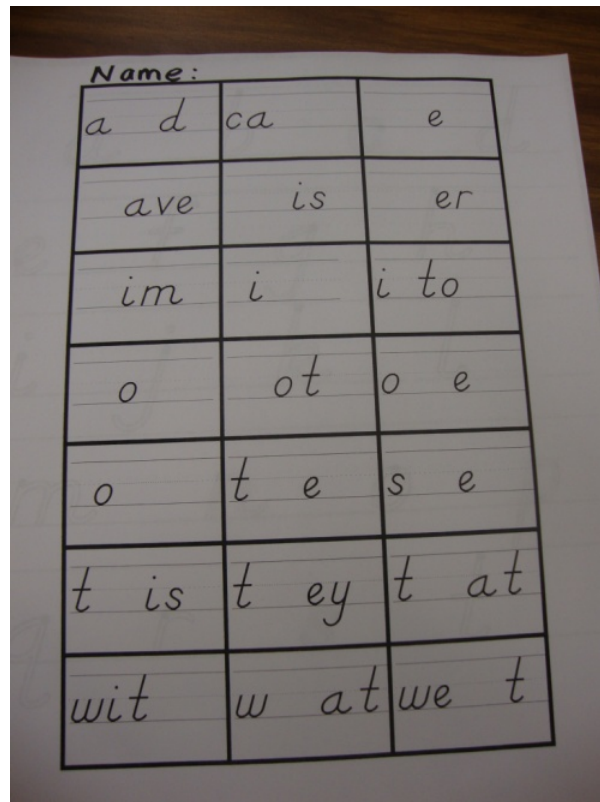 Name:
a d ca e
ave is er
im i i to
o ot o e
o t e s e
t is t ey t at
wit w at we t